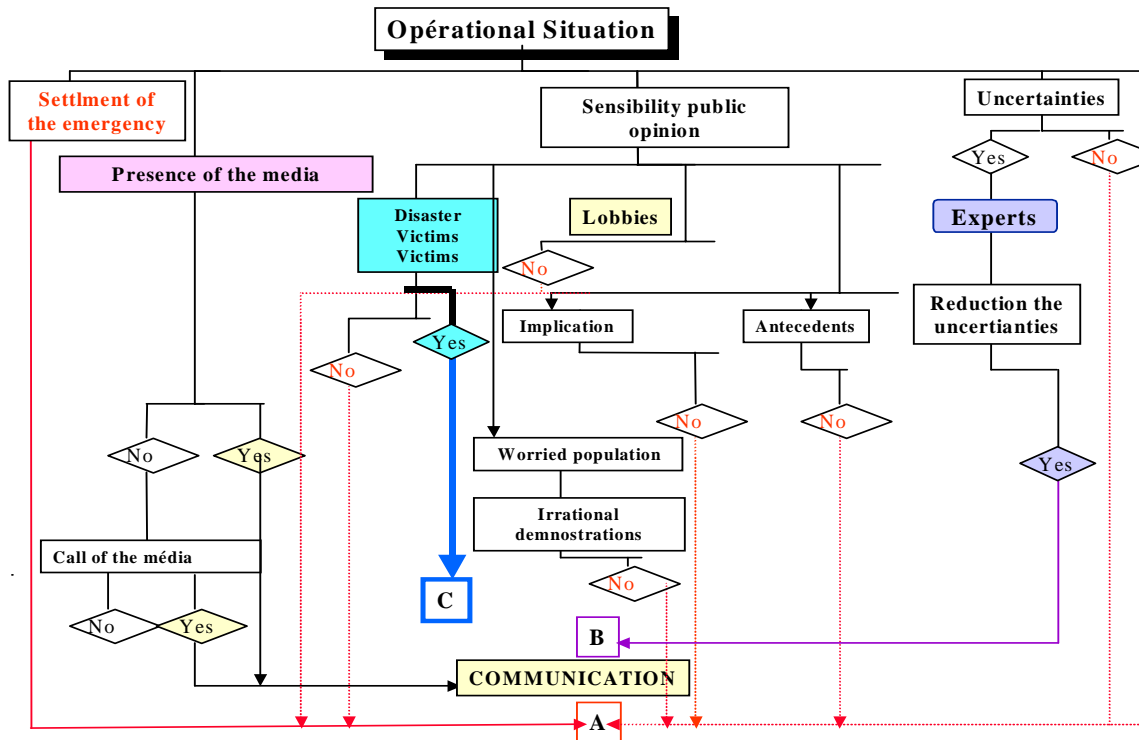 Opérational Situation
Settlment of
the emergency
Sensibility public
opinion
Uncertainties
Yes
No
Presence of the media
Disaster
Victims
Victims
Lobbies
Experts
No
Reduction the
uncertianties
Implication
Antecedents
Yes
No
No
No
No
Yes
Worried population
Yes
Irrational
demnostrations
Call of the média
No
C
No
Yes
B
COMMUNICATION
A